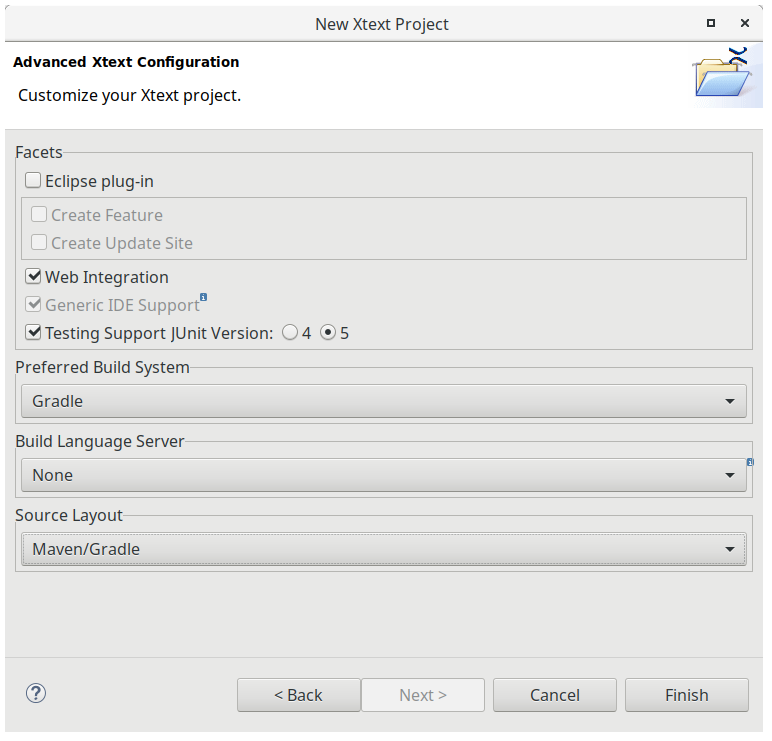 New Xtext Project
Advanced Xtext Configuration
Customize your Xtext project.
Facets
Eclipse plug-in
Create Feature
Create Update Site
Web Integration
Generic IDE Support
Testing Support JUnit Version: 4 5
Preferred Build System
Gradle
Build Language Server
None
Source Layout
Maven/Gradle
? < Back Next > Cancel Finish